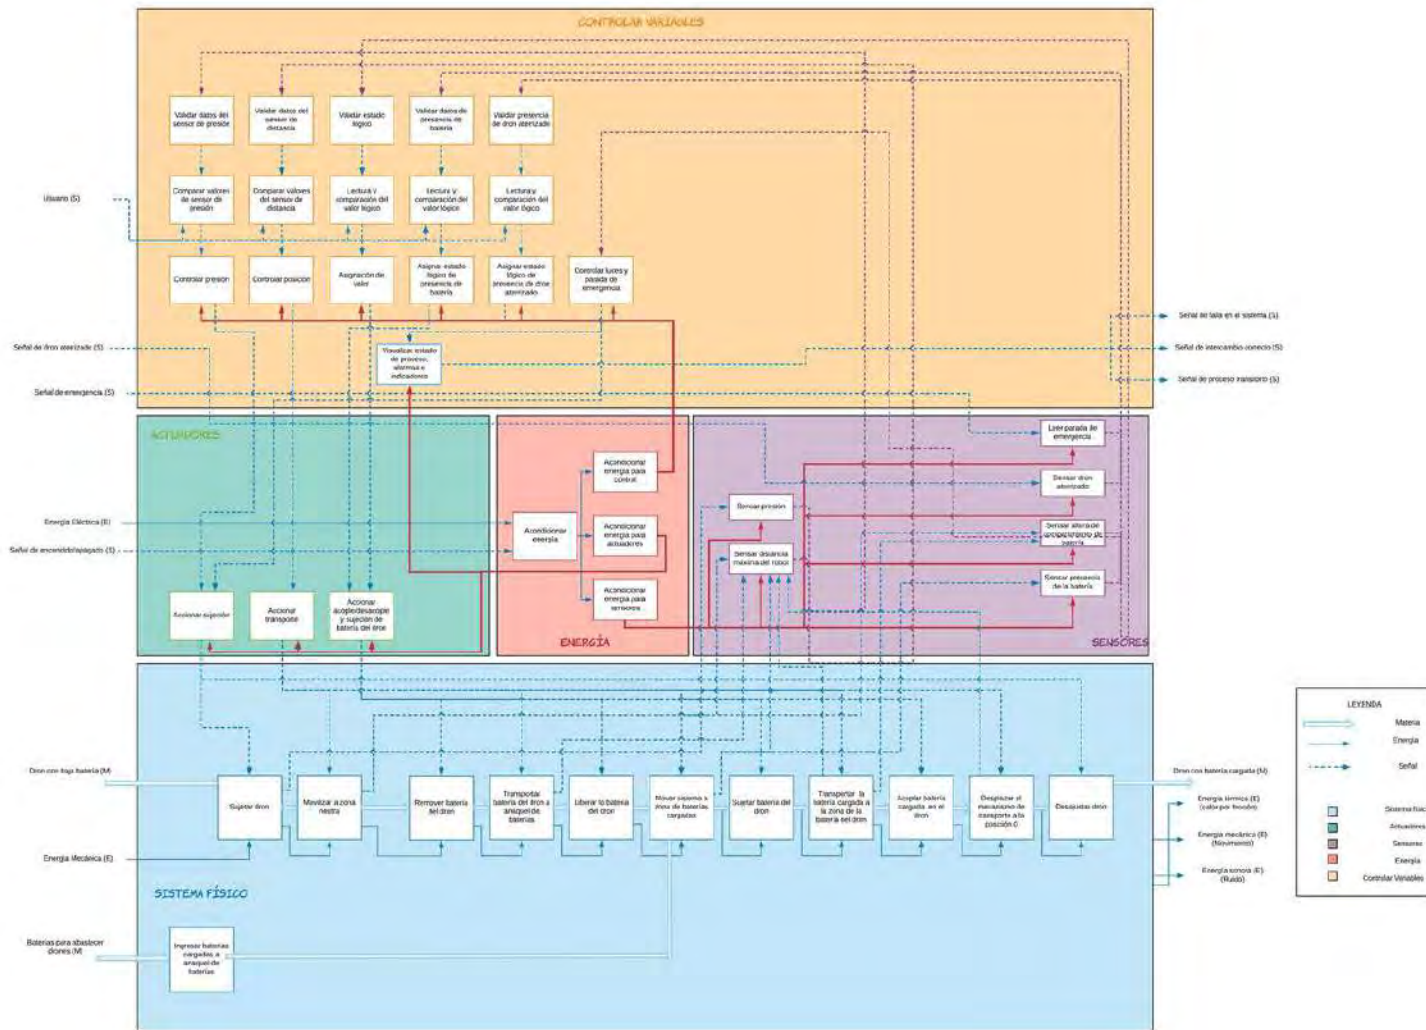 CONTROLAR VARIABLES
Validar datos del
sensor de presión
Validar datos del
sensor de
distancia
Validar estado
lógico
Validar datos de
presencia de
batería
Validar presencia
de dron aterizado
Usuario (S)
Comparar valores
de sensor de
presión
Comparar valores
del sensor de
distancia
Lectura y
comparación del
valor lógico
Lectura y
comparación del
valor lógico
Lectura y
comparación del
valor lógico
Controlar presión
Controlar posición
Asignación de
valor
Asignar estado
lógico de
presencia de
batería
Asignar estado
lógico de
presencia de dron
aterizado
Controlar luces y
parada de
emergencia
Señal de falla en el sistema (S)
Señal de dron aterizado (S)
Visualizar estado
de proceso,
alarmas e
indicadores
Señal de intercambio correcto (S)
Señal de emergencia (S)
Señal de proceso transitorio (S)
ACTUADORES
Leer parada de
emergencia
Acondicionar
energía para
control
Sensar dron
aterizado
Sensar presión
Energía Eléctrica (E)
Acondicionar
energía
Acondicionar
energía para
actuadores
Sensar altura del
compartimiento de
batería
Señal de encendido/apagado (S)
Sensar distancia
máxima del robot
Accionar sujeción
Accionar
transporte
Accionar
acople/desacople
y sujeción de
batería del dron
Acondicionar
energía para
sensores
Sensar presencia
de la batería
ENERGÍA
SENSORES
LEYENDA
Materia
Energía
Señal
Dron con baja batería (M)
Sujetar dron
Movilizar a zona
neutra
Remover batería
del dron
Transportar
batería del dron a
anaquel de
baterías
Liberar la batería
del dron
Mover sistema a
zona de baterías
cargadas
Sujetar batería del
dron
Transportar la
batería cargada a
la zona de la
batería del dron
Acoplar batería
cargada en el
dron
Desplazar el
mecanismo de
transporte a la
posición 0
Desajustar dron
Dron con batería cargada (M)
Energía térmica (E)
(calor por fricción)
Energía mecánica (E)
(Movimiento)
Energía sonora (E)
(Ruido)
Energía Mecánica (E)
Actuadores
Sensores
Energía
Controlar Variables
SISTEMA FÍSICO
Baterías para abastecer
drones (M)
Ingresar baterías
cargadas a
anaquel de
baterías